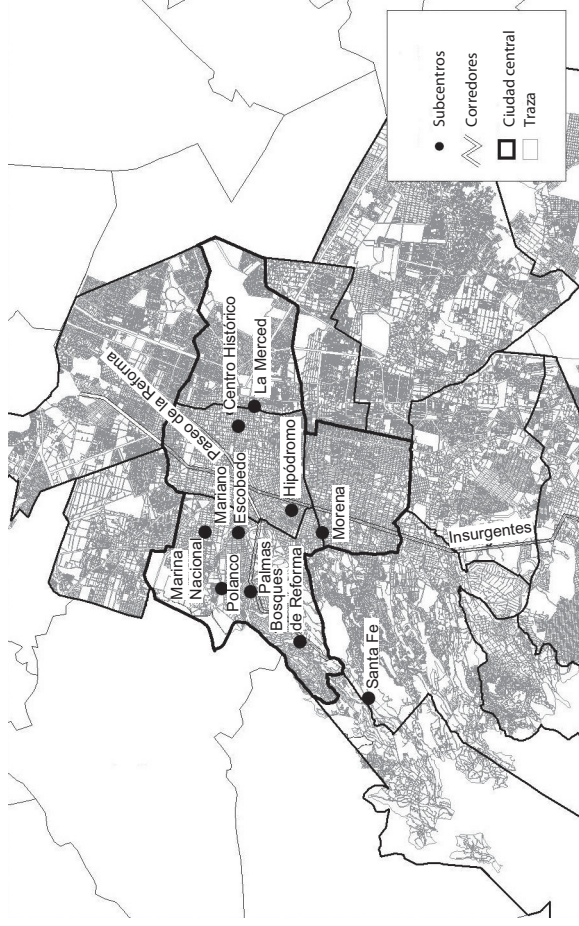 Paseo de la Reforma
Centro Histórico
La Merced
Marina
Nacional
Mariano
Escobedo
Polanco
Palmas
Bosques
de Reforma
Hipódromo
Morena
Insurgentes
Santa Fe
Subcentros
Corredores
Ciudad central
Traza